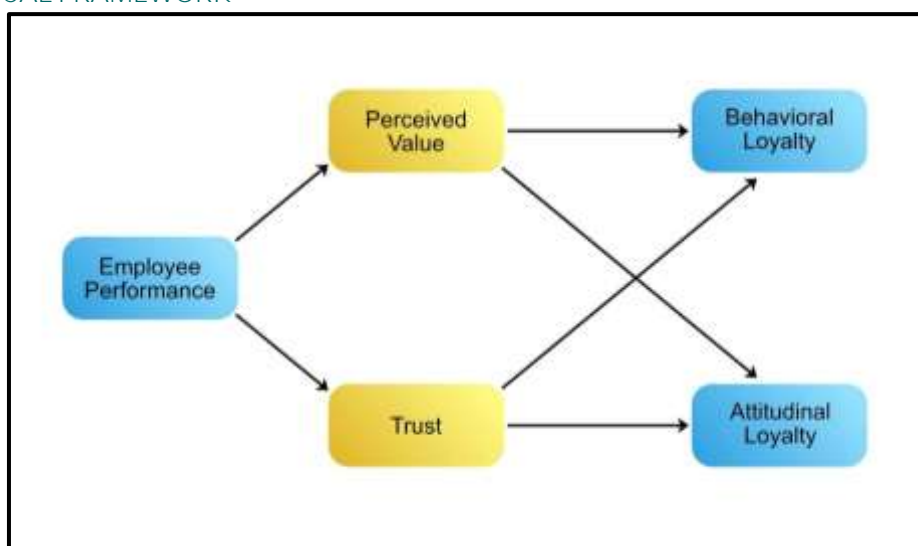 Perceived
Value
Behavioral
Loyalty
Employee
Performance
Trust
Attitudinal
Loyalty